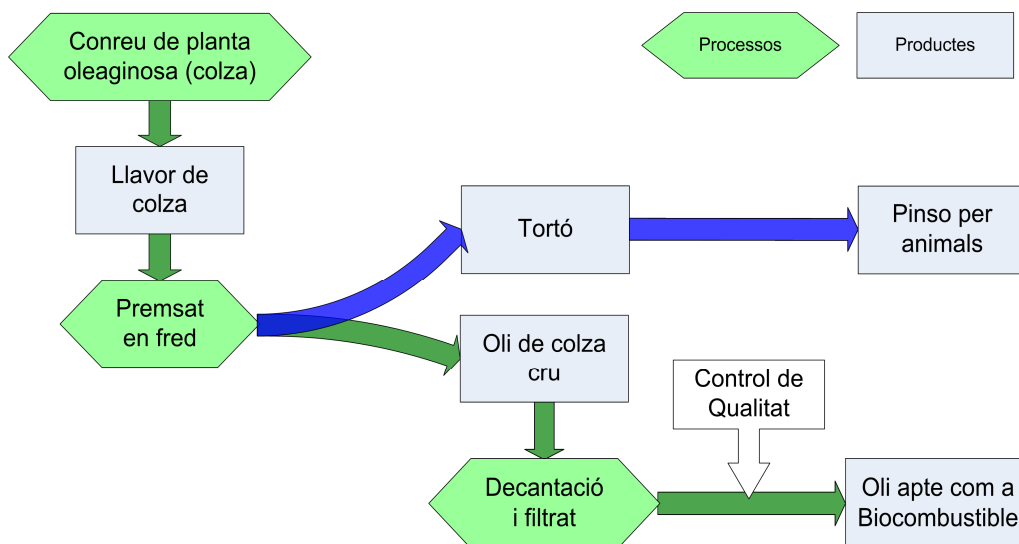 Conreu de planta
oleaginosa (colza)
Processos
Productes
Llavor de
colza
Tortó
Pinso per
animals
Premsat
en fred
Oli de colza
cru
Control de
Qualitat
Decantació
i filtrat
Oli apte com a
Biocombustible